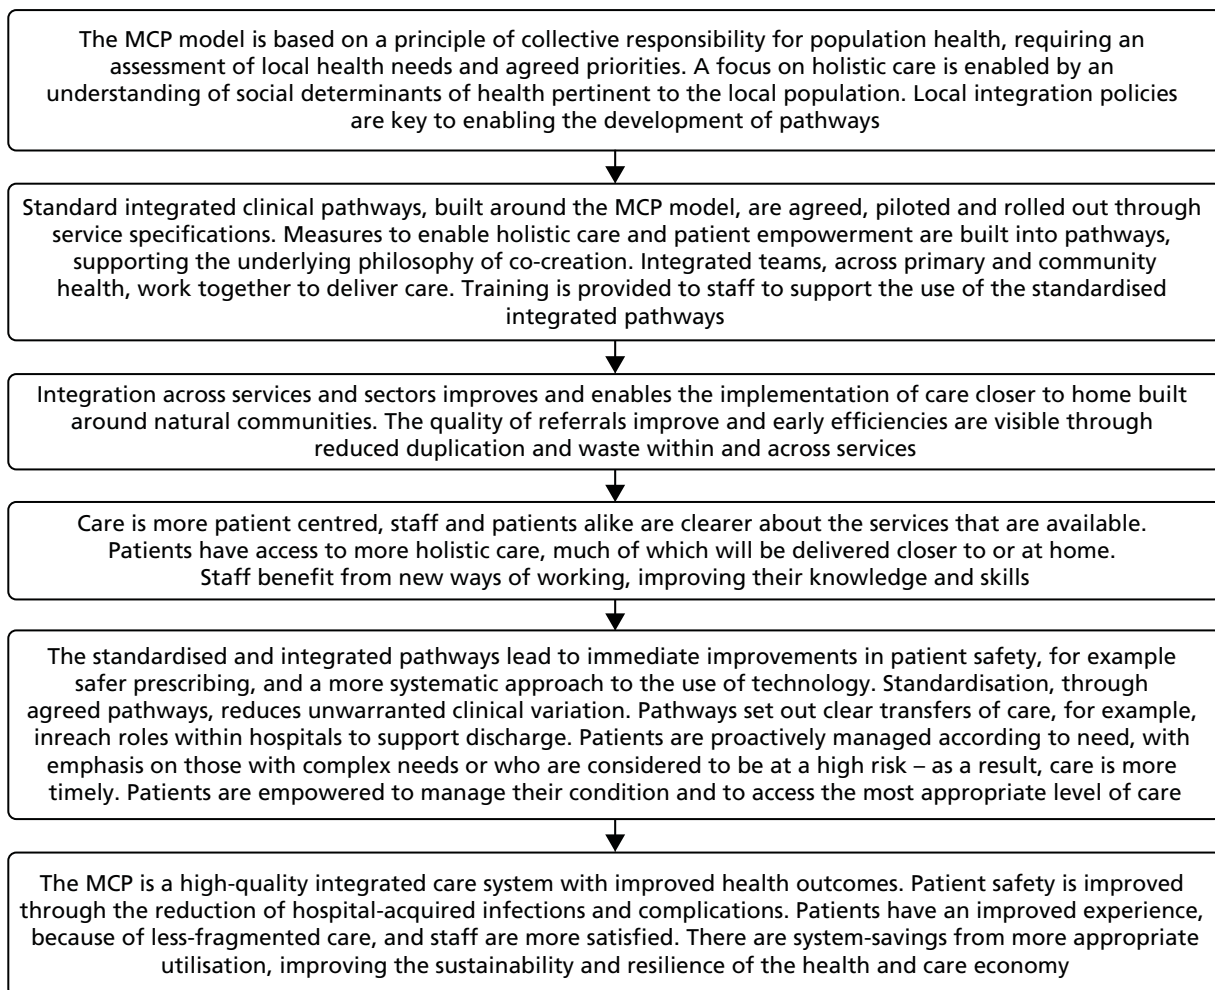 The MCP model is based on a principle of collective responsibility for population health, requiring an
assessment of local health needs and agreed priorities. A focus on holistic care is enabled by an
understanding of social determinants of health pertinent to the local population. Local integration policies
are key to enabling the development of pathways
Standard integrated clinical pathways, built around the MCP model, are agreed, piloted and rolled out through
service specifications. Measures to enable holistic care and patient empowerment are built into pathways,
supporting the underlying philosophy of co-creation. Integrated teams, across primary and community
health, work together to deliver care. Training is provided to staff to support the use of the standardised
integrated pathways
Integration across services and sectors improves and enables the implementation of care closer to home built
around natural communities. The quality of referrals improve and early efficiencies are visible through
reduced duplication and waste within and across services
Care is more patient centred, staff and patients alike are clearer about the services that are available.
Patients have access to more holistic care, much of which will be delivered closer to or at home.
Staff benefit from new ways of working, improving their knowledge and skills
The standardised and integrated pathways lead to immediate improvements in patient safety, for example
safer prescribing, and a more systematic approach to the use of technology. Standardisation, through
agreed pathways, reduces unwarranted clinical variation. Pathways set out clear transfers of care, for example,
inreach roles within hospitals to support discharge. Patients are proactively managed according to need, with
emphasis on those with complex needs or who are considered to be at a high risk – as a result, care is more
timely. Patients are empowered to manage their condition and to access the most appropriate level of care
The MCP is a high-quality integrated care system with improved health outcomes. Patient safety is improved
through the reduction of hospital-acquired infections and complications. Patients have an improved experience,
because of less-fragmented care, and staff are more satisfied. There are system-savings from more appropriate
utilisation, improving the sustainability and resilience of the health and care economy